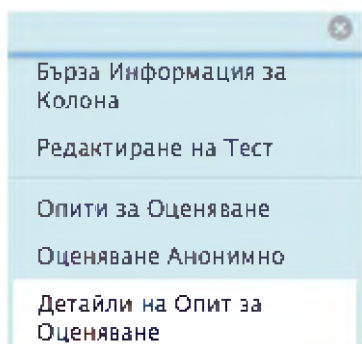 Бърза Информация за
Колона
Редактиране на Тест
Опити за Оценяване
Оценяване Анонимно
Детайли на Опит за
Оценяване